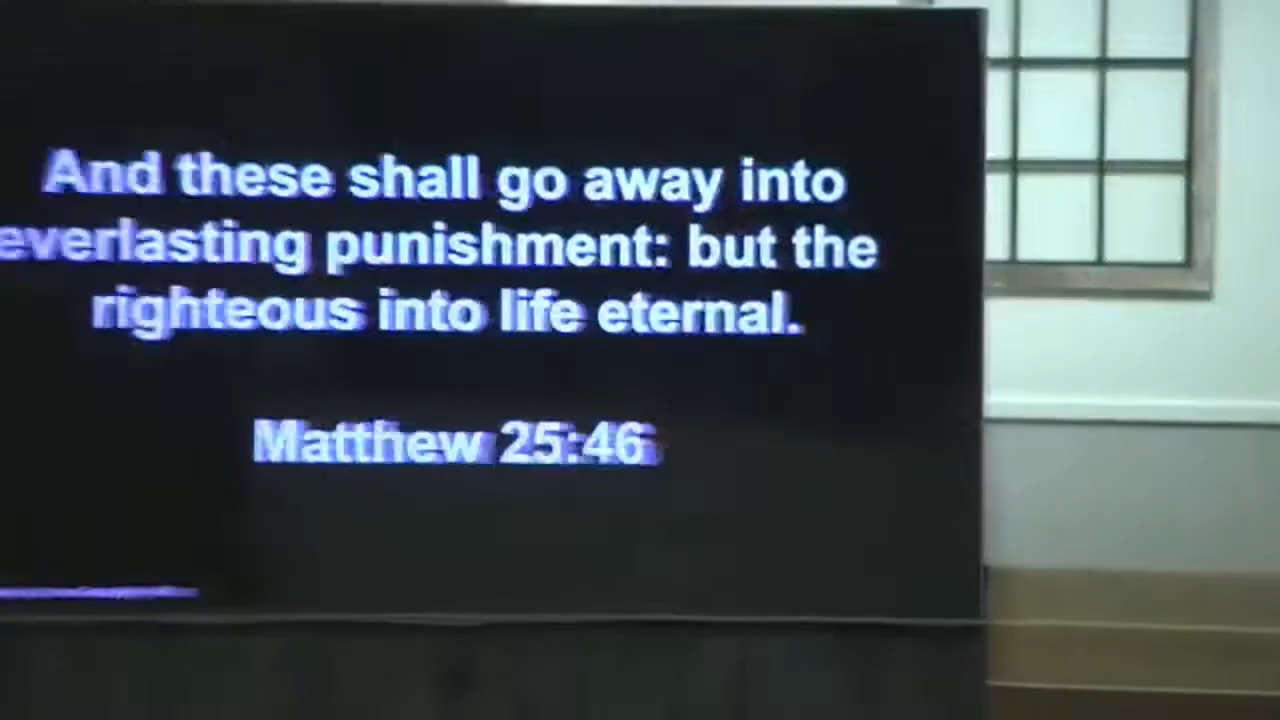 And these shall go away into
everlasting punishment: but the
righteous into life eternal.
Matthew 25:46